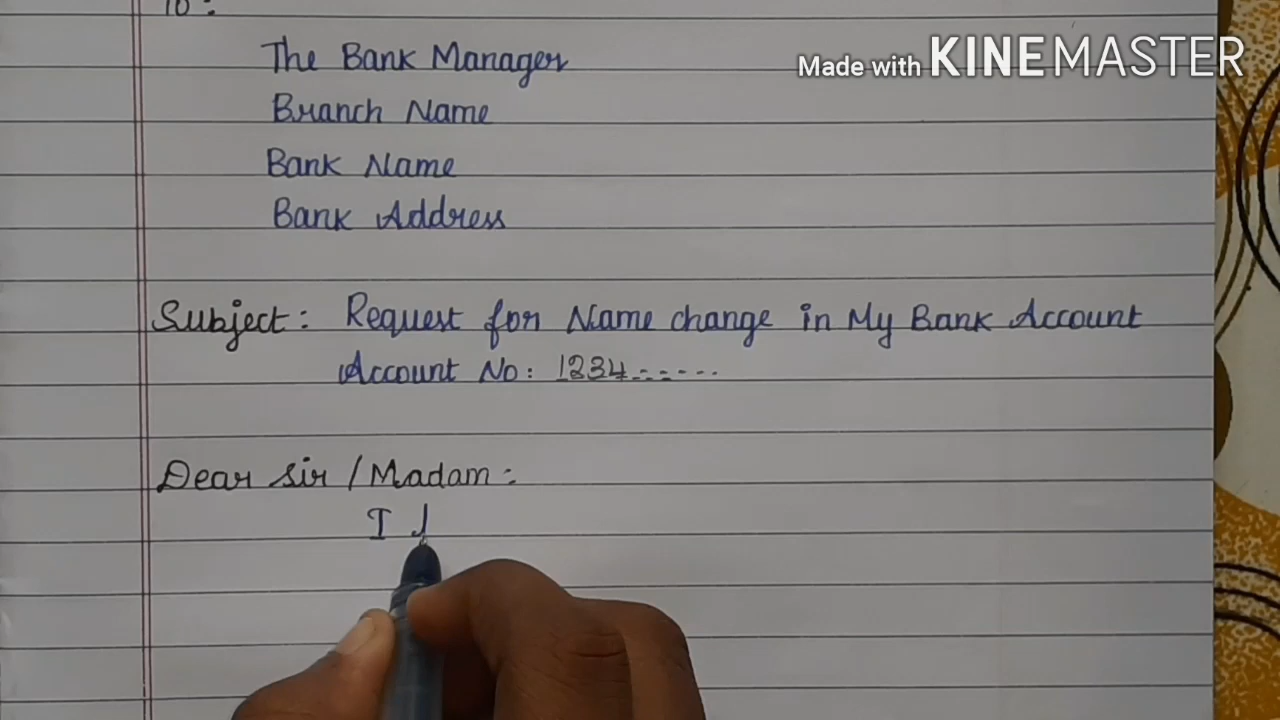 To :
Made with KINEMASTER
The Bank Manager
Branch Name
Bank Name
Bank Address
Subject : Request for Name change in My Bank Account
Account No : 1234.......
Dear Sir / Madam :
I